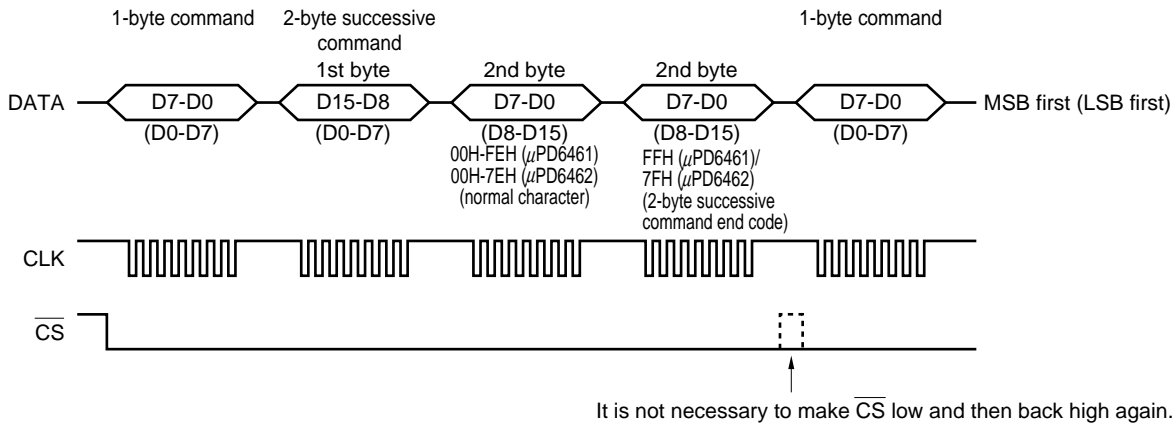 1-byte command
2-byte successive
command
1-byte command
1st byte
2nd byte
2nd byte
DATA
D7-D0
D15-D8
D7-D0
D7-D0
D7-D0
MSB first (LSB first)
(D0-D7)
(D0-D7)
(D8-D15)
(D8-D15)
(D0-D7)
00H-FEH (μPD6461)
00H-7EH (μPD6462)
(normal character)
FFH (μPD6461)/
7FH (μPD6462)
(2-byte successive
command end code)
CLK
CS
It is not necessary to make CS low and then back high again.